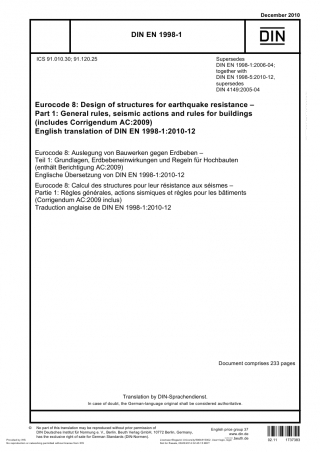 December 2010
DIN EN 1998-1
DIN
ICS 91.010.30; 91.120.25
Supersedes
DIN EN 1998-1:2006-04;
together with
DIN EN 1998-5:2010-12,
supersedes
DIN 4149:2005-04
Eurocode 8: Design of structures for earthquake resistance –
Part 1: General rules, seismic actions and rules for buildings
(includes Corrigendum AC:2009)
English translation of DIN EN 1998-1:2010-12
Eurocode 8: Auslegung von Bauwerken gegen Erdbeben –
Teil 1: Grundlagen, Erdbebeneinwirkungen und Regeln für Hochbauten
(enthält Berichtigung AC:2009)
Englische Übersetzung von DIN EN 1998-1:2010-12
Eurocode 8: Calcul des structures pour leur résistance aux séismes –
Partie 1: Règles générales, actions sismiques et règles pour les bâtiments
(Corrigendum AC:2009 inclus)
Traduction anglaise de DIN EN 1998-1:2010-12
Document comprises 233 pages
Translation by DIN-Sprachendienst.
In case of doubt, the German-language original shall be considered authoritative.
© No part of this translation may be reproduced without prior permission of
DIN Deutsches Institut für Normung e. V., Berlin. Beuth Verlag GmbH, 10772 Berlin, Germany,
has the exclusive right of sale for German Standards (DIN-Normen).
English price group 37
www.din.de
beuth.de
02.11